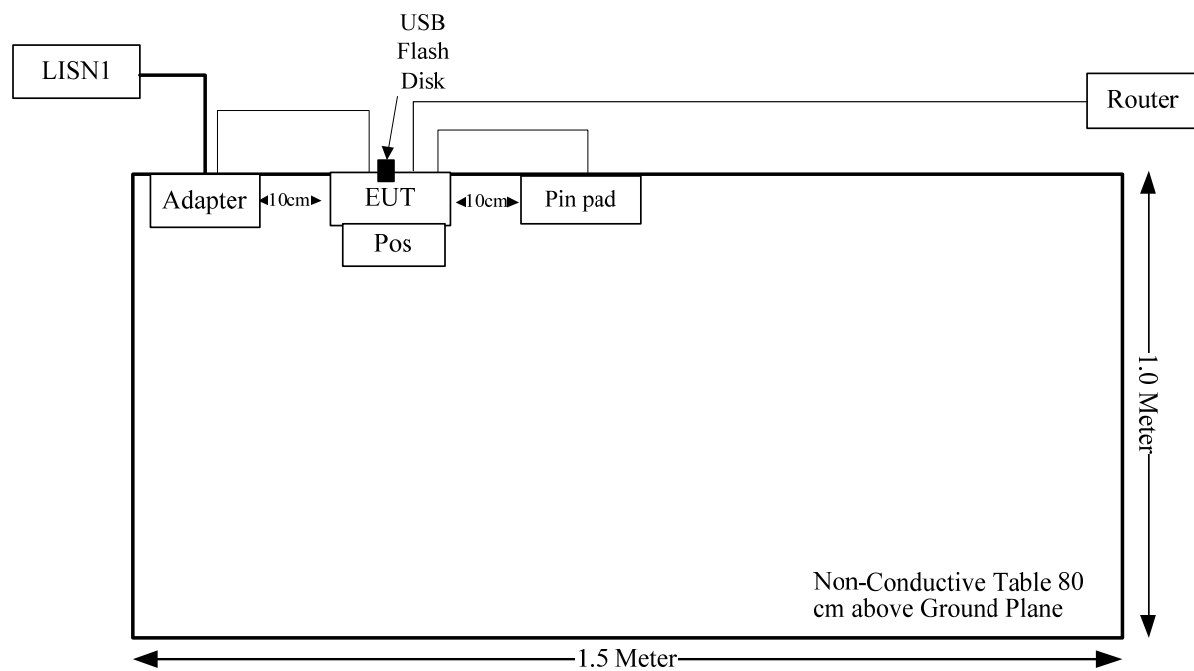 USB
Flash
Disk
LISN1
Router
Adapter
10cm
EUT
10cm
Pin pad
Pos
1.0 Meter
Non-Conductive Table 80
cm above Ground Plane
1.5 Meter